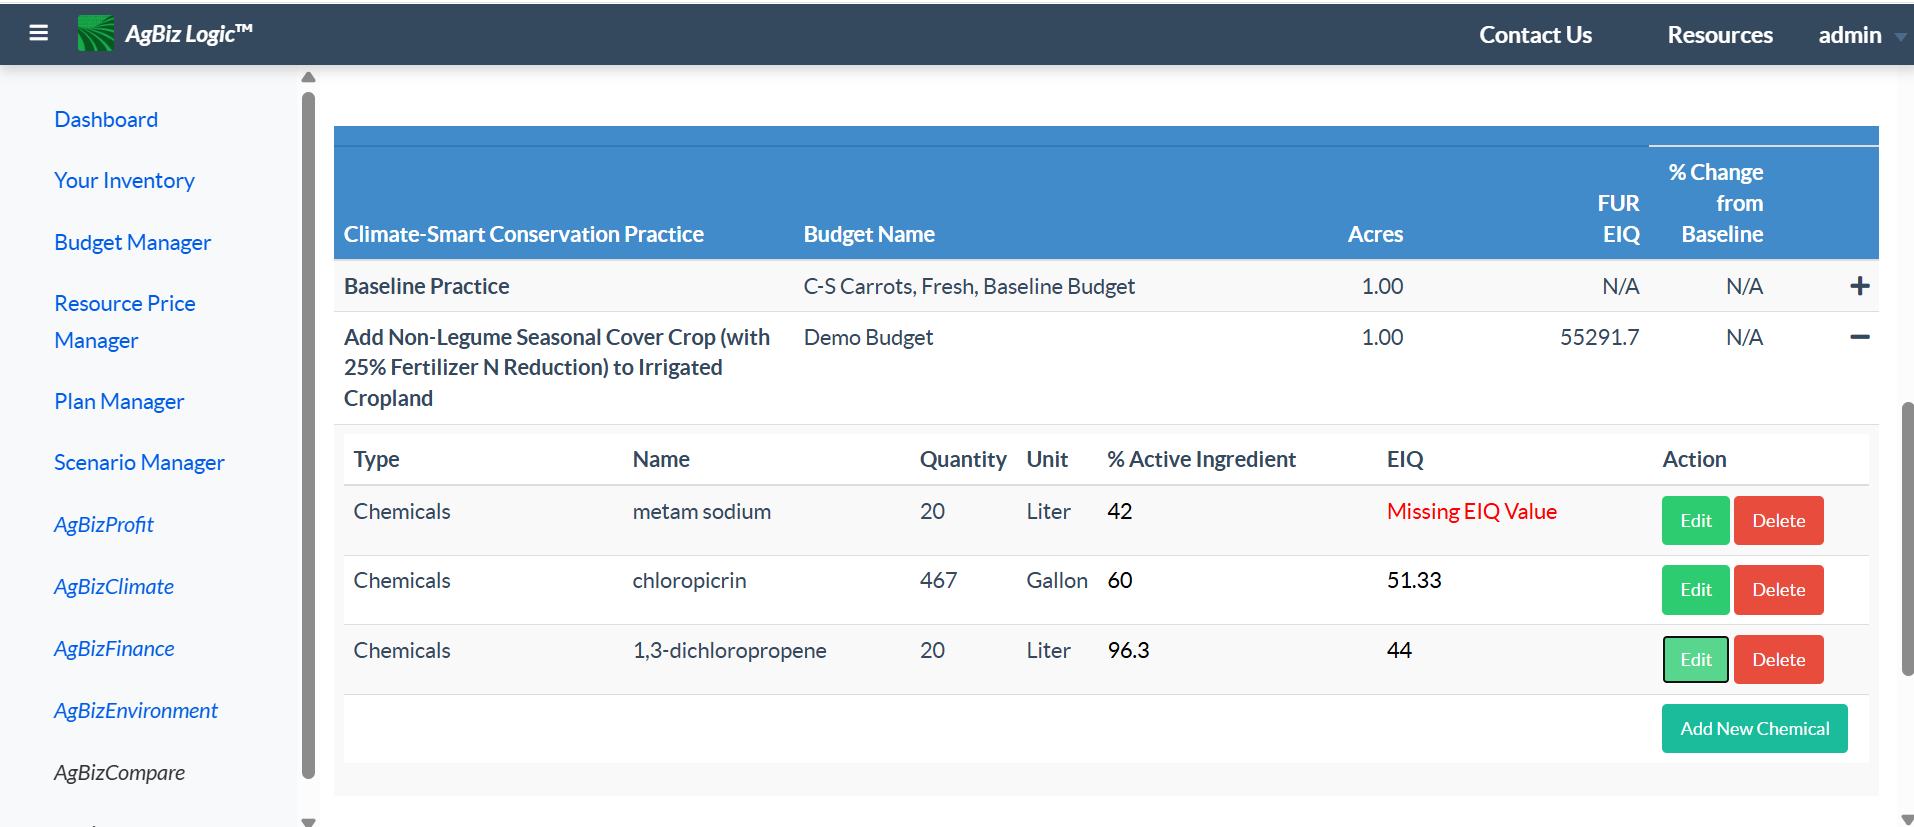 AgBiz Logic™
Contact Us
Resources
admin
Dashboard
Your Inventory
Budget Manager
Resource Price
Manager
Plan Manager
Scenario Manager
AgBizProfit
AgBizClimate
AgBizFinance
AgBizEnvironment
AgBizCompare
Climate-Smart Conservation Practice Budget Name Acres FUR EIQ % Change from Baseline
Baseline Practice C-S Carrots, Fresh, Baseline Budget 1.00 N/A N/A +
Add Non-Legume Seasonal Cover Crop (with Demo Budget 1.00 55291.7 N/A −
25% Fertilizer N Reduction) to Irrigated
Cropland
Type Name Quantity Unit % Active Ingredient EIQ Action
Chemicals metam sodium 20 Liter 42 Missing EIQ Value Edit Delete
Chemicals chloropicrin 467 Gallon 60 51.33 Edit Delete
Chemicals 1,3-dichloropropene 20 Liter 96.3 44 Edit Delete
Add New Chemical